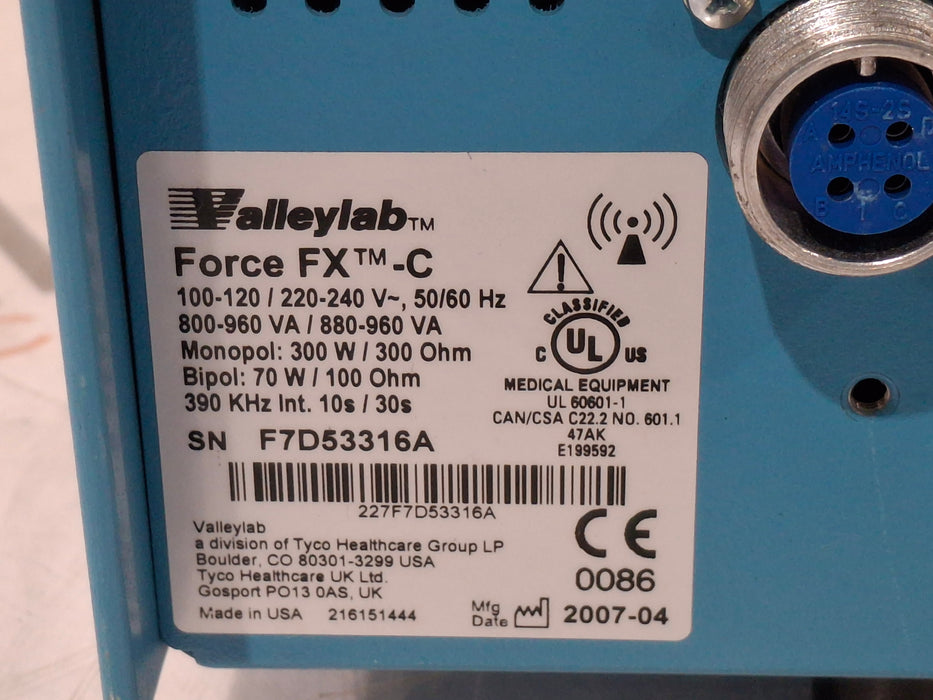 Valleylab™
Force FX™-C
100-120 / 220-240 V~, 50/60 Hz
800-960 VA / 880-960 VA
Monopol: 300 W / 300 Ohm
Bipol: 70 W / 100 Ohm
390 KHz Int. 10s / 30s
SN F7D53316A
227F7D53316A
CLASSIFIED
C UL US
MEDICAL EQUIPMENT
UL 60601-1
CAN/CSA C22.2 NO. 601.1
47AK
E199592
Valleylab
a division of Tyco Healthcare Group LP
Boulder, CO 80301-3299 USA
Tyco Healthcare UK Ltd.
Gosport PO13 0AS, UK
Made in USA 216151444
CE
0086
Mfg
Date 2007-04
14S-2S
A D
AMPHENOL
B C